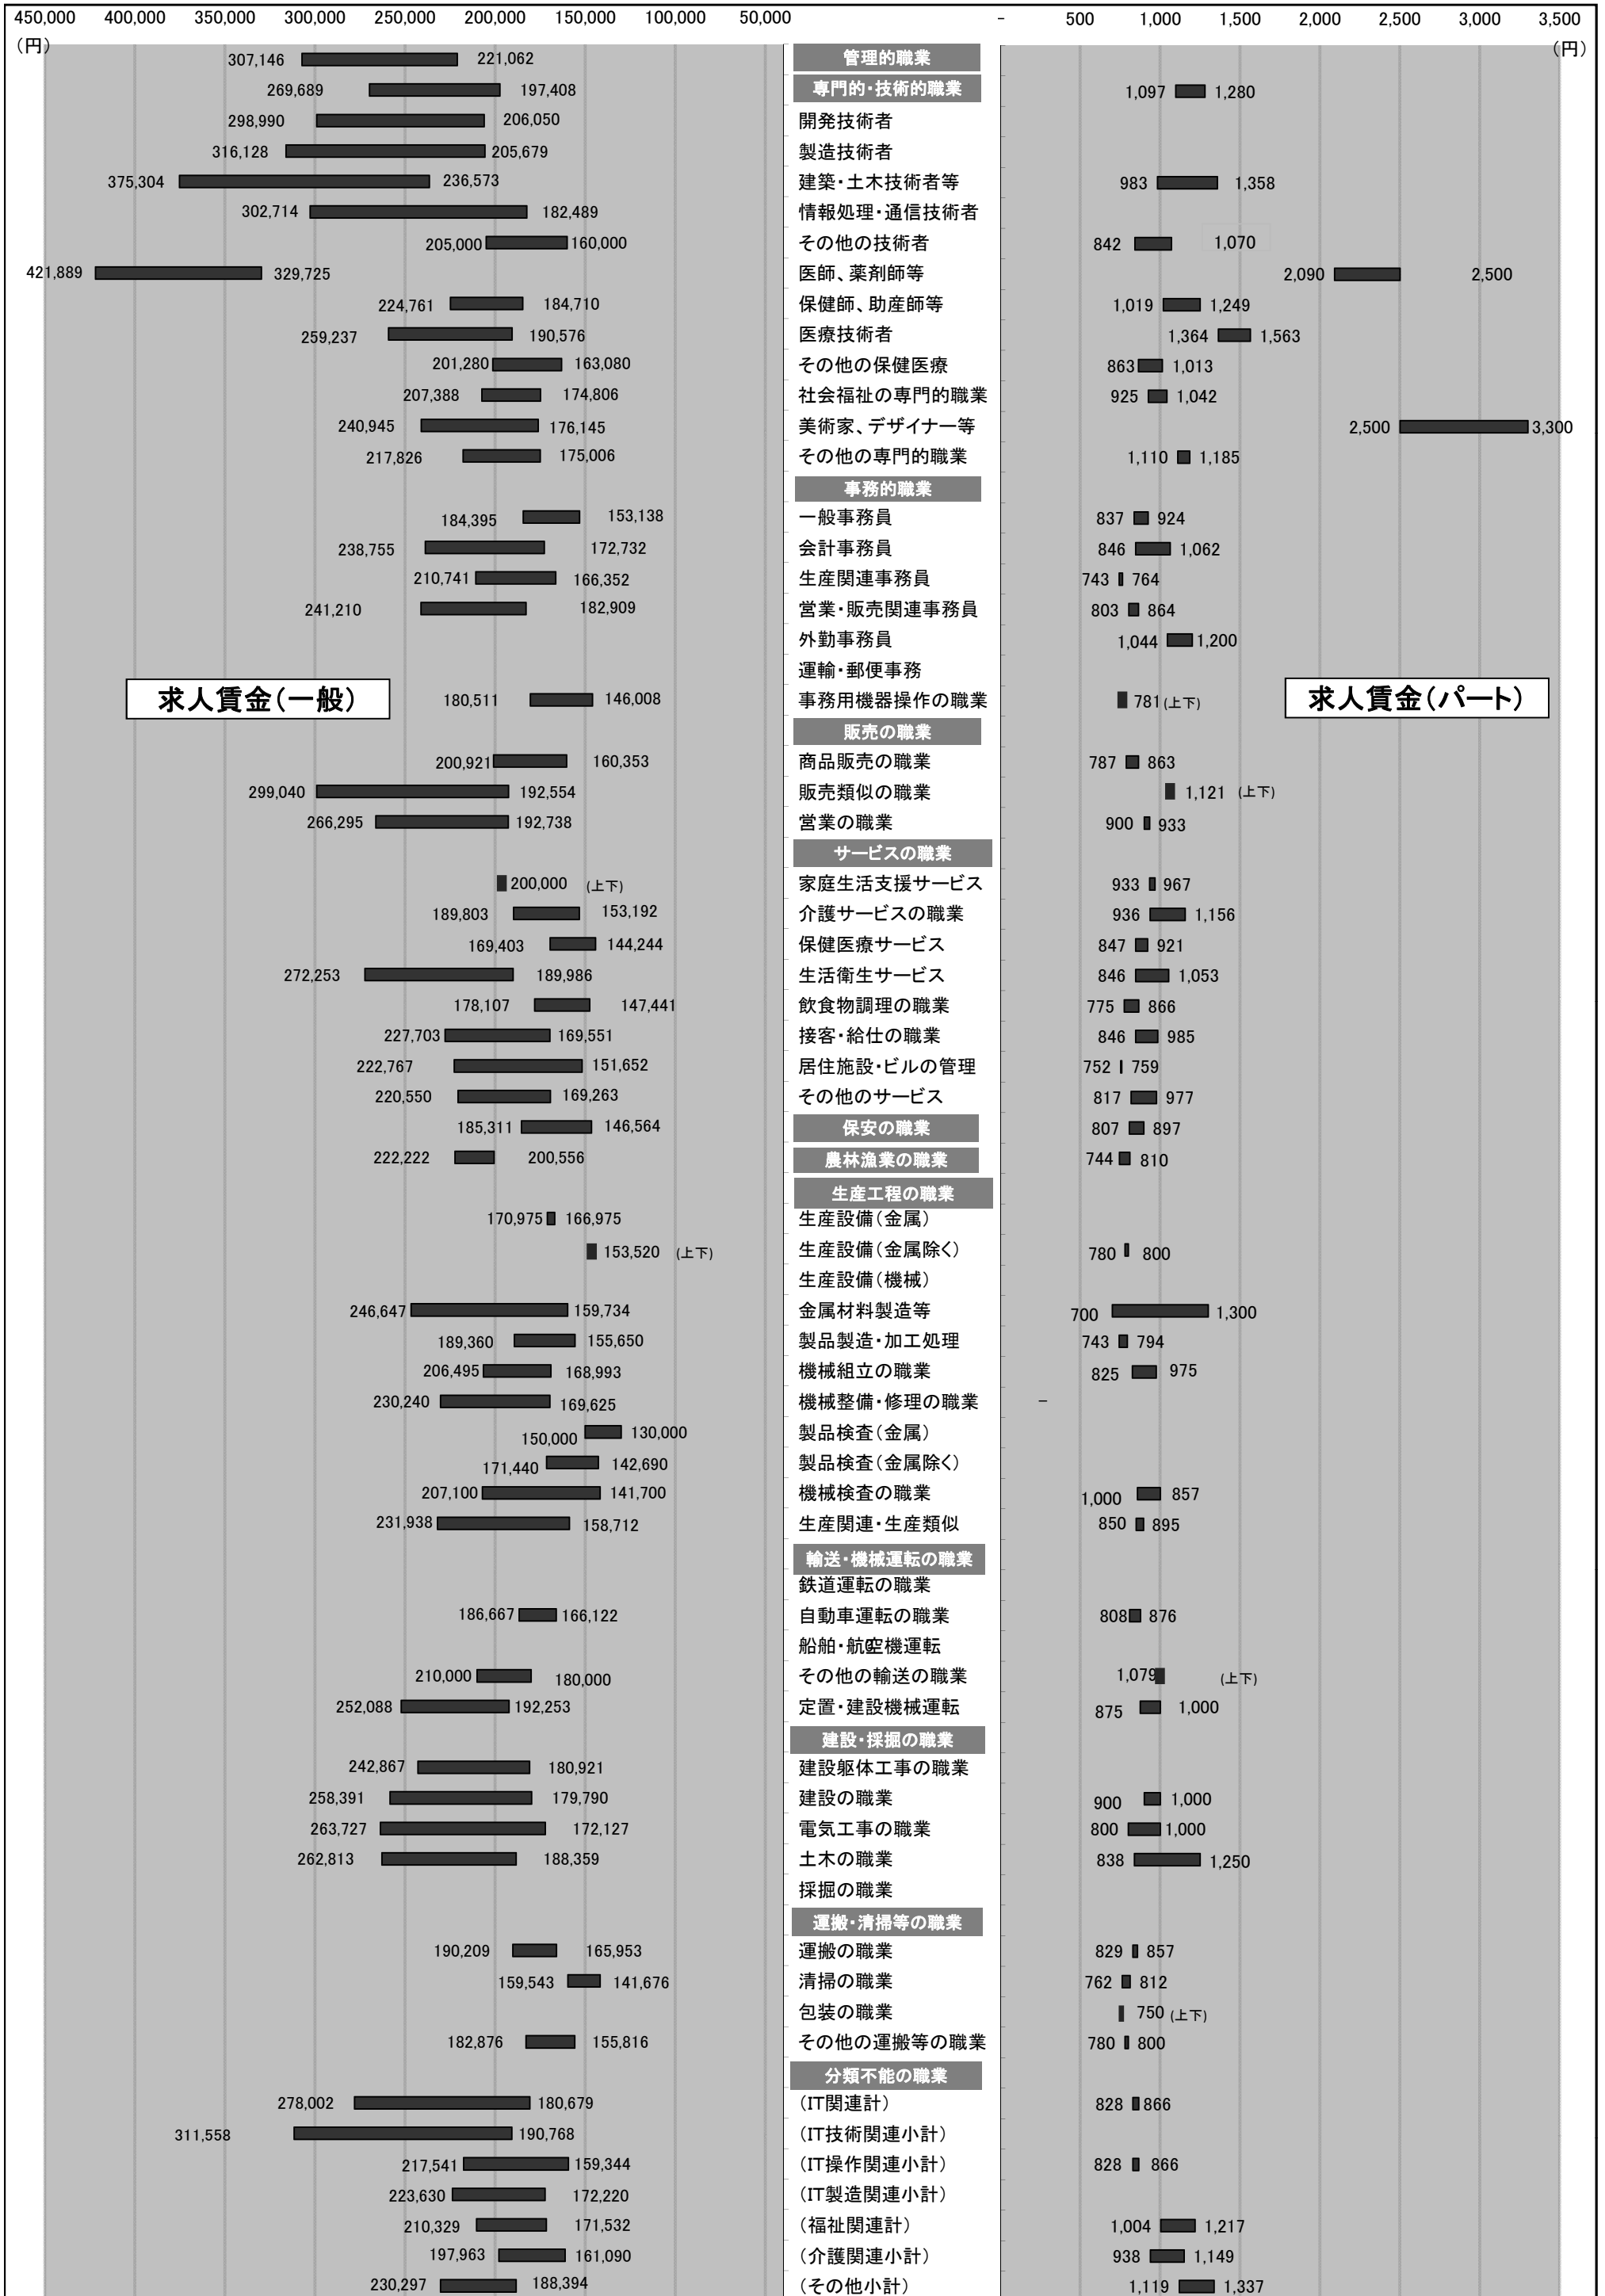 450,000 400,000 350,000 300,000 250,000 200,000 150,000 100,000 50,000 - 500 1,000 1,500 2,000 2,500 3,000 3,500
(円) (円)
307,146 221,062 管理的職業
269,689 197,408 専門的・技術的職業 1,097 1,280
298,990 206,050 開発技術者
316,128 205,679 製造技術者
375,304 236,573 建築・土木技術者等 983 1,358
302,714 182,489 情報処理・通信技術者
205,000 160,000 その他の技術者 842 1,070
421,889 329,725 医師、薬剤師等 2,090 2,500
224,761 184,710 保健師、助産師等 1,019 1,249
259,237 190,576 医療技術者 1,364 1,563
201,280 163,080 その他の保健医療 863 1,013
207,388 174,806 社会福祉の専門的職業 925 1,042
240,945 176,145 美術家、デザイナー等 2,500 3,300
217,826 175,006 その他の専門的職業 1,110 1,185
事務的職業
184,395 153,138 一般事務員 837 924
238,755 172,732 会計事務員 846 1,062
210,741 166,352 生産関連事務員 743 764
241,210 182,909 営業・販売関連事務員 803 864
外勤事務員 1,044 1,200
運輸・郵便事務
求人賃金(一般) 180,511 146,008 事務用機器操作の職業 781 (上下) 求人賃金(パート)
販売の職業
200,921 160,353 商品販売の職業 787 863
299,040 192,554 販売類似の職業 1,121 (上下)
266,295 192,738 営業の職業 900 933
サービスの職業
200,000 (上下) 家庭生活支援サービス 933 967
189,803 153,192 介護サービスの職業 936 1,156
169,403 144,244 保健医療サービス 847 921
272,253 189,986 生活衛生サービス 846 1,053
178,107 147,441 飲食物調理の職業 775 866
227,703 169,551 接客・給仕の職業 846 985
222,767 151,652 居住施設・ビルの管理 752 759
220,550 169,263 その他のサービス 817 977
185,311 146,564 保安の職業 807 897
222,222 200,556 農林漁業の職業 744 810
生産工程の職業
170,975 166,975 生産設備(金属)
153,520 (上下) 生産設備(金属除く) 780 800
生産設備(機械)
246,647 159,734 金属材料製造等 700 1,300
189,360 155,650 製品製造・加工処理 743 794
206,495 168,993 機械組立の職業 825 975
230,240 169,625 機械整備・修理の職業 -
150,000 130,000 製品検査(金属)
171,440 142,690 製品検査(金属除く)
207,100 141,700 機械検査の職業 1,000 857
231,938 158,712 生産関連・生産類似 850 895
輸送・機械運転の職業
鉄道運転の職業
186,667 166,122 自動車運転の職業 808 876
船舶・航空機運転
210,000 180,000 その他の輸送の職業 1,079 (上下)
252,088 192,253 定置・建設機械運転 875 1,000
建設・採掘の職業
242,867 180,921 建設躯体工事の職業
258,391 179,790 建設の職業 900 1,000
263,727 172,127 電気工事の職業 800 1,000
262,813 188,359 土木の職業 838 1,250
採掘の職業
運搬・清掃等の職業
190,209 165,953 運搬の職業 829 857
159,543 141,676 清掃の職業 762 812
包装の職業 750 (上下)
182,876 155,816 その他の運搬等の職業 780 800
分類不能の職業
278,002 180,679 (IT関連計) 828 866
311,558 190,768 (IT技術関連小計)
217,541 159,344 (IT操作関連小計) 828 866
223,630 172,220 (IT製造関連小計)
210,329 171,532 (福祉関連計) 1,004 1,217
197,963 161,090 (介護関連小計) 938 1,149
230,297 188,394 (その他小計) 1,119 1,337